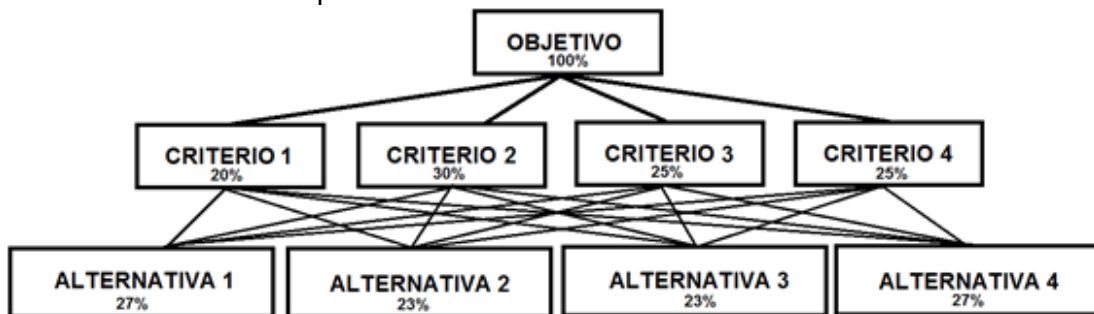 OBJETIVO
100%
CRITERIO 1
20%
CRITERIO 2
30%
CRITERIO 3
25%
CRITERIO 4
25%
ALTERNATIVA 1
27%
ALTERNATIVA 2
23%
ALTERNATIVA 3
23%
ALTERNATIVA 4
27%